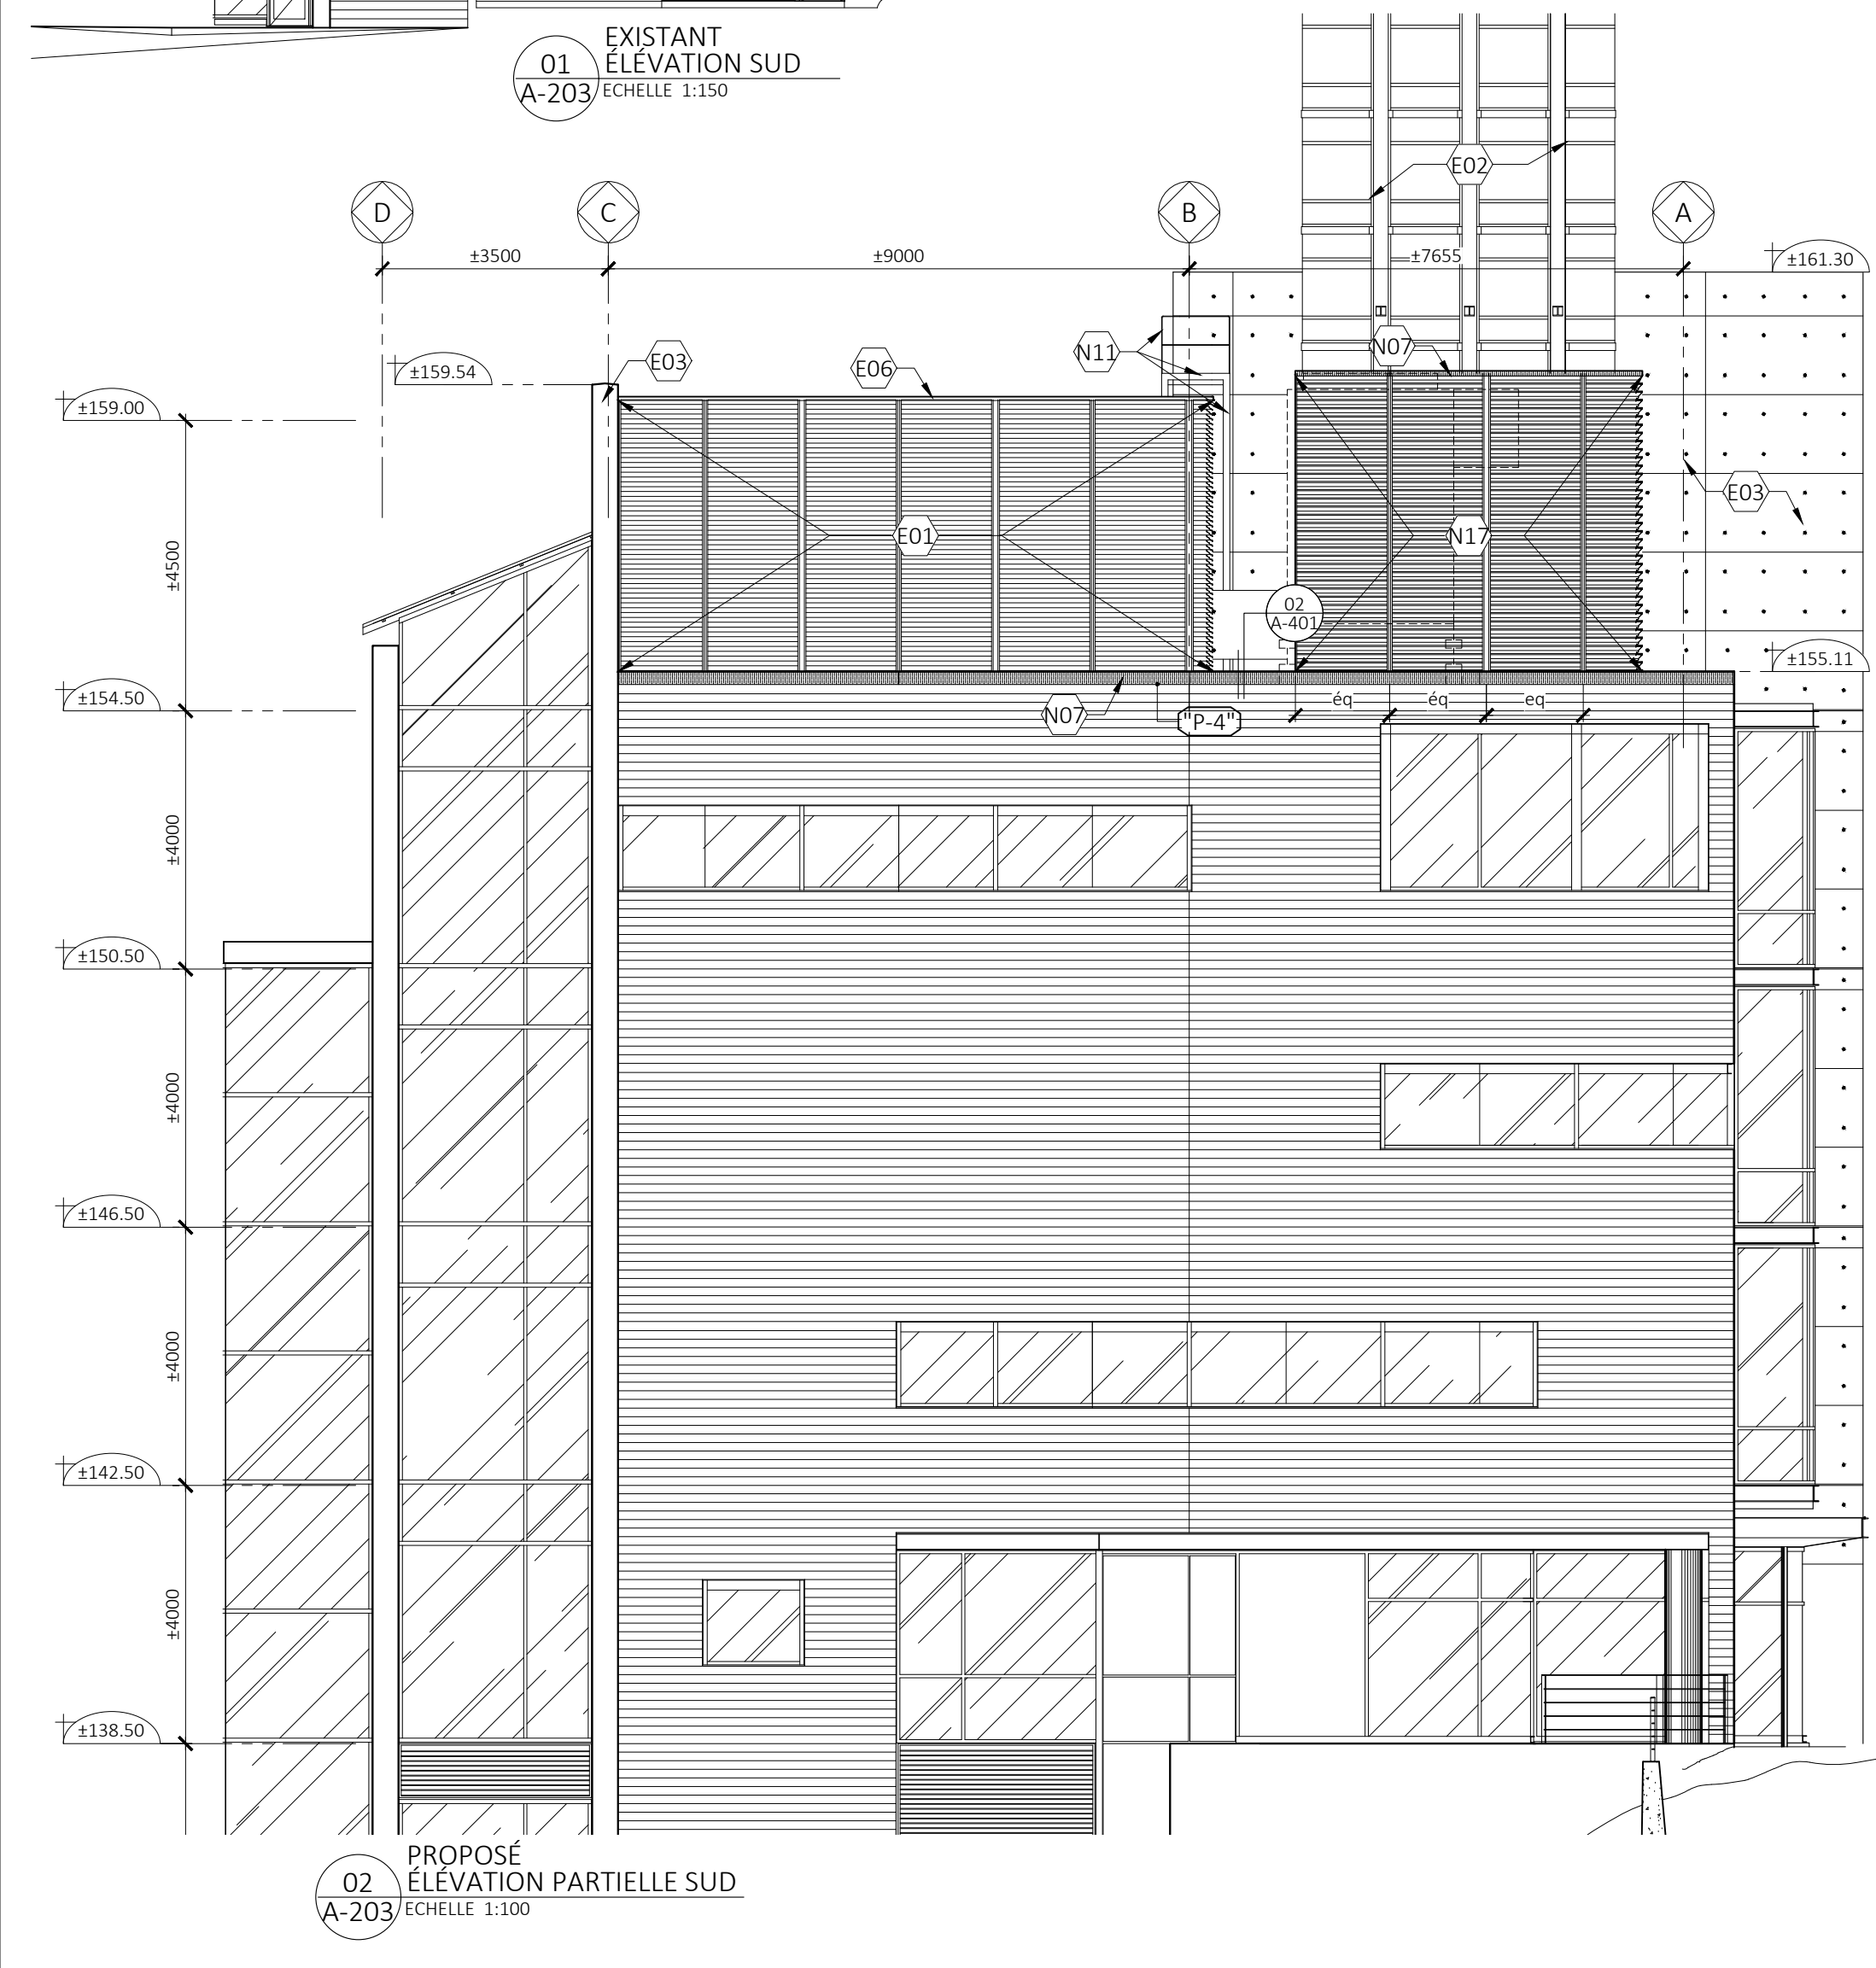 EXISTANT
01 ÉLÉVATION SUD
A-203 ECHELLE 1:150
E02
D C B A
±3500 ±9000 ±7655 ±161.30
N11 N07
±159.54 E03 E06
±159.00
E03
E01 N17
±4500
02
A-401
±155.11
±154.50 éq éq eq
N07 "P-4"
±4000
±150.50
±4000
±146.50
±4000
±142.50
±4000
±138.50
PROPOSÉ
02 ÉLÉVATION PARTIELLE SUD
A-203 ECHELLE 1:100